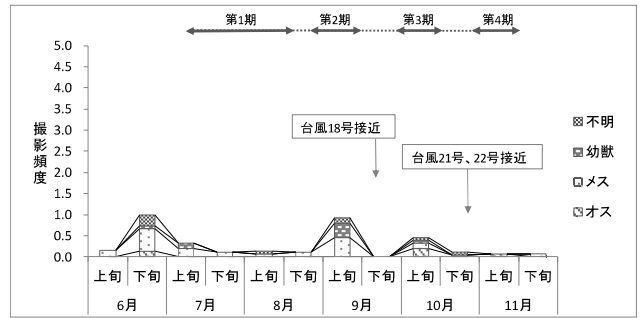 第1期 第2期 第3期 第4期
5.0
4.5
4.0
3.5
3.0
2.5
2.0
1.5
1.0
0.5
0.0
撮影頻度
台風18号接近
台風21号、22号接近
不明
幼獣
メス
オス
上旬 下旬 上旬 下旬 上旬 下旬 上旬 下旬 上旬 下旬 上旬 下旬
6月 7月 8月 9月 10月 11月